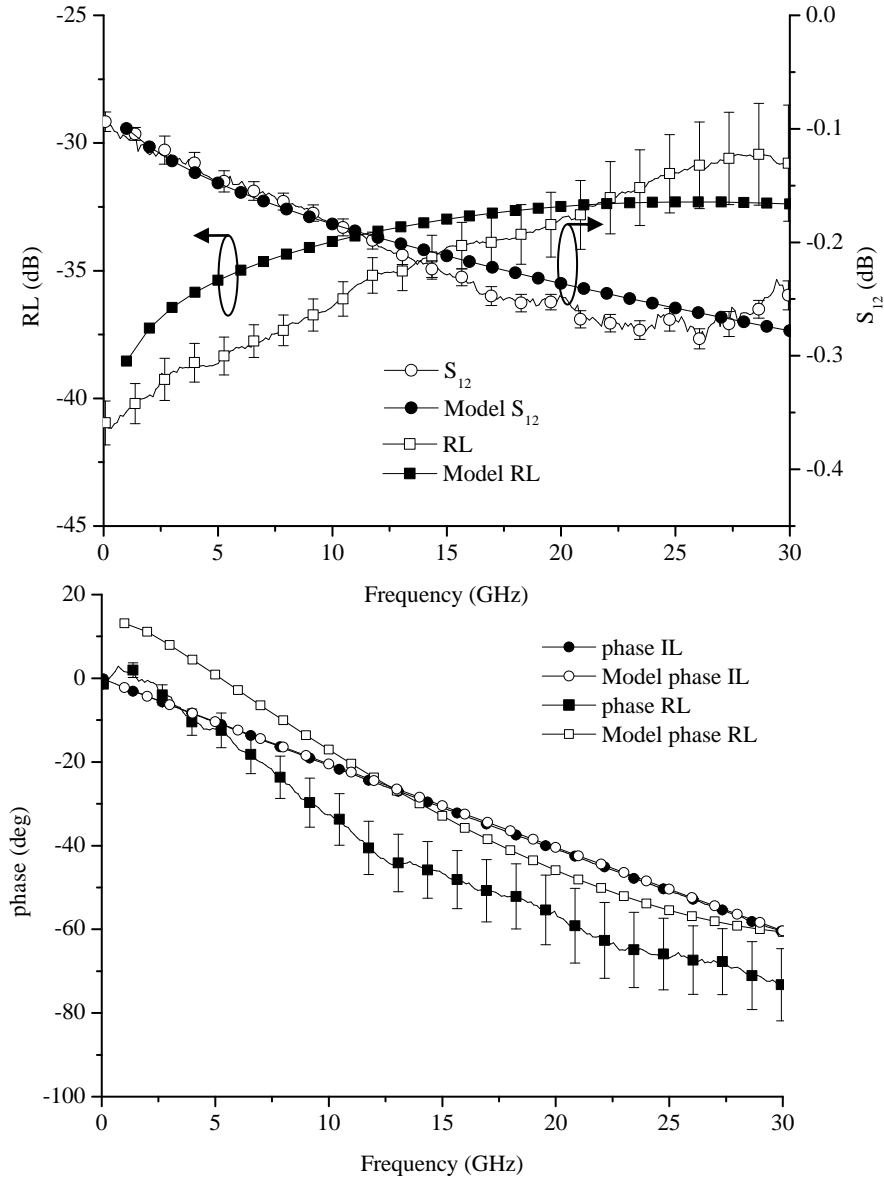 -25
-30
-35
-40
-45
RL (dB)
0.0
-0.1
-0.2
-0.3
-0.4
S12 (dB)
S12
Model S12
RL
Model RL
0 5 10 15 20 25 30
Frequency (GHz)
20
0
-20
-40
-60
-80
-100
phase (deg)
phase IL
Model phase IL
phase RL
Model phase RL
0 5 10 15 20 25 30
Frequency (GHz)